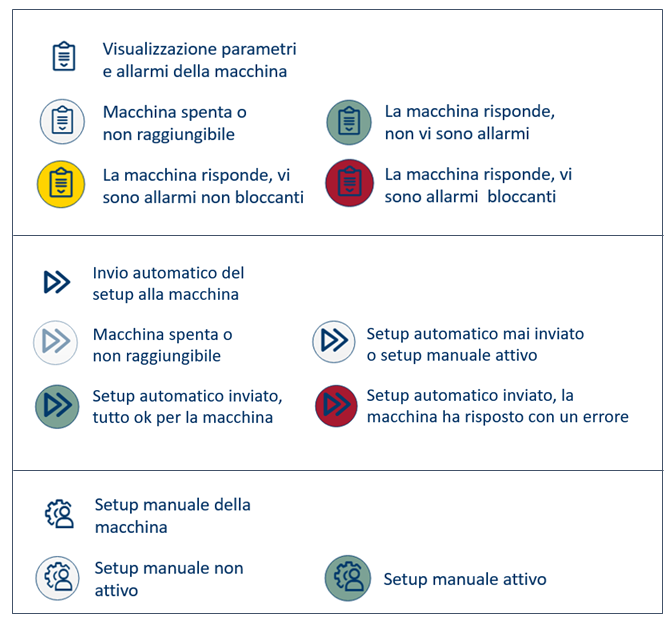 Visualizzazione parametri
e allarmi della macchina
Macchina spenta o
non raggiungibile
La macchina risponde,
non vi sono allarmi
La macchina risponde, vi
sono allarmi non bloccanti
La macchina risponde, vi
sono allarmi  bloccanti
Invio automatico del
setup alla macchina
Macchina spenta o
non raggiungibile
Setup automatico mai inviato
o setup manuale attivo
Setup automatico inviato,
tutto ok per la macchina
Setup automatico inviato, la
macchina ha risposto con un errore
Setup manuale della
macchina
Setup manuale non
attivo
Setup manuale attivo